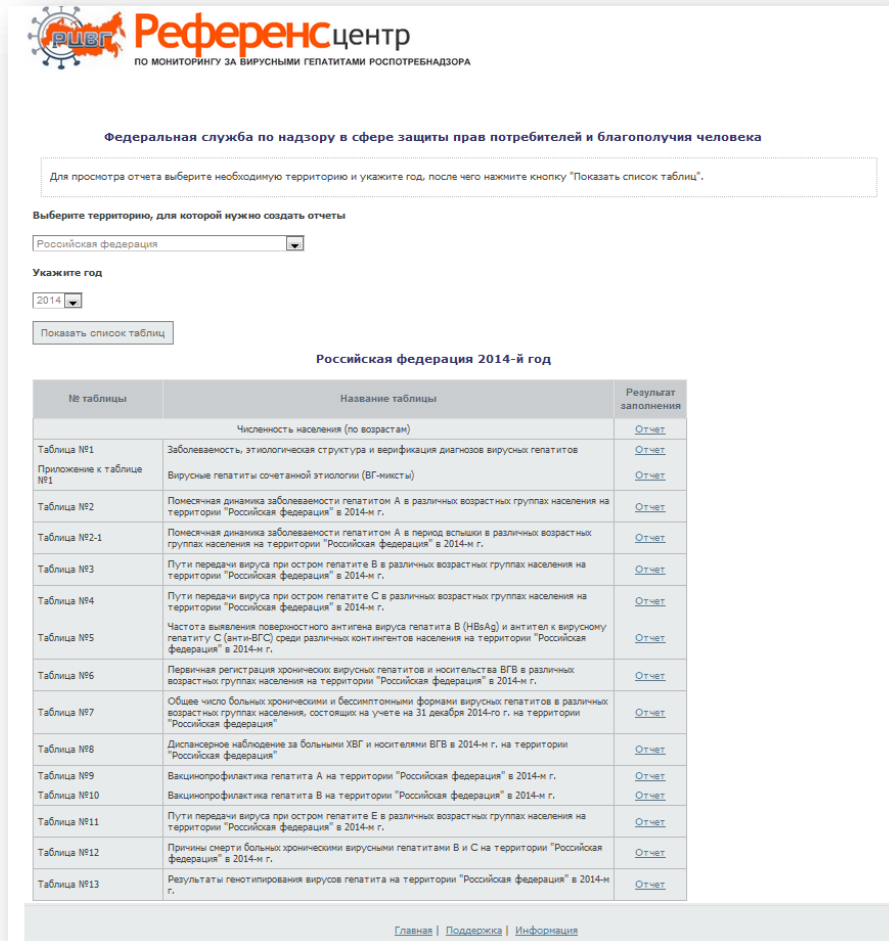 РЦВГ
Референсцентр
ПО МОНИТОРИНГУ ЗА ВИРУСНЫМИ ГЕПАТИТАМИ РОСПОТРЕБНАДЗОРА
Федеральная служба по надзору в сфере защиты прав потребителей и благополучия человека
Для просмотра отчета выберите необходимую территорию и укажите год, после чего нажмите кнопку "Показать список таблиц".
Выберите территорию, для которой нужно создать отчеты
Российская федерация
Укажите год
2014
Показать список таблиц
Российская федерация 2014-й год
№ таблицы Название таблицы Результат
заполнения
Численность населения (по возрастам) Отчет
Таблица №1 Заболеваемость, этиологическая структура и верификация диагнозов вирусных гепатитов Отчет
Приложение к таблице
№1 Вирусные гепатиты сочетанной этиологии (ВГ-миксты) Отчет
Таблица №2 Помесячная динамика заболеваемости гепатитом А в различных возрастных группах населения на
территории "Российская федерация" в 2014-м г. Отчет
Таблица №2-1 Помесячная динамика заболеваемости гепатитом А в период вспышки в различных возрастных
группах населения на территории "Российская федерация" в 2014-м г. Отчет
Таблица №3 Пути передачи вируса при остром гепатите В в различных возрастных группах населения на
территории "Российская федерация" в 2014-м г. Отчет
Таблица №4 Пути передачи вируса при остром гепатите С в различных возрастных группах населения на
территории "Российская федерация" в 2014-м г. Отчет
Таблица №5 Частота выявления поверхностного антигена вируса гепатита В (HBsAg) и антител к вирусному
гепатиту С (анти-ВГС) среди различных контингентов населения на территории "Российская
федерация" в 2014-м г. Отчет
Таблица №6 Первичная регистрация хронических вирусных гепатитов и носительства ВГВ в различных
возрастных группах населения на территории "Российская федерация" в 2014-м г. Отчет
Таблица №7 Общее число больных хроническими и бессимптомными формами вирусных гепатитов в различных
возрастных группах населения, состоящих на учете на 31 декабря 2014-го г. на территории
"Российская федерация" Отчет
Таблица №8 Диспансерное наблюдение за больными ХВГ и носителями ВГВ в 2014-м г. на территории
"Российская федерация" Отчет
Таблица №9 Вакцинопрофилактика гепатита А на территории "Российская федерация" в 2014-м г. Отчет
Таблица №10 Вакцинопрофилактика гепатита В на территории "Российская федерация" в 2014-м г. Отчет
Таблица №11 Пути передачи вируса при остром гепатите Е в различных возрастных группах населения на
территории "Российская федерация" в 2014-м г. Отчет
Таблица №12 Причины смерти больных хроническими вирусными гепатитами В и С на территории "Российская
федерация" в 2014-м г. Отчет
Таблица №13 Результаты генотипирования вирусов гепатита на территории "Российская федерация" в 2014-м
г. Отчет
Главная | Поддержка | Информация